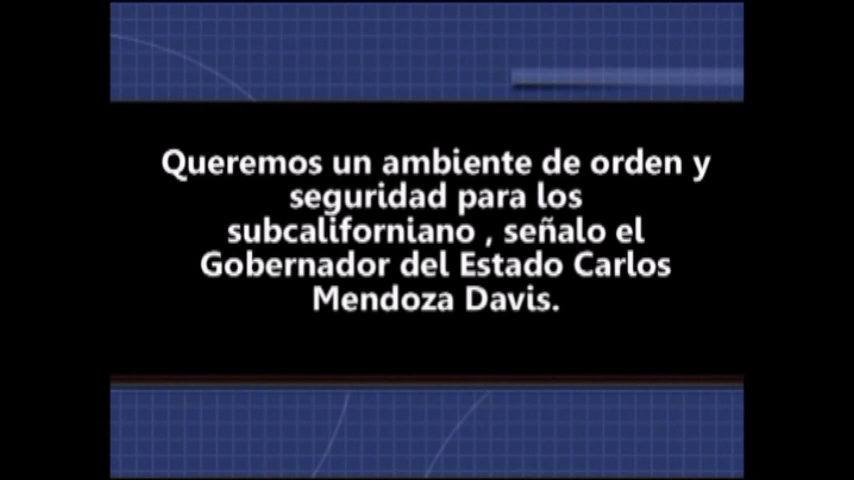 Queremos un ambiente de orden y
seguridad para los
subcaliforniano , señalo el
Gobernador del Estado Carlos
Mendoza Davis.